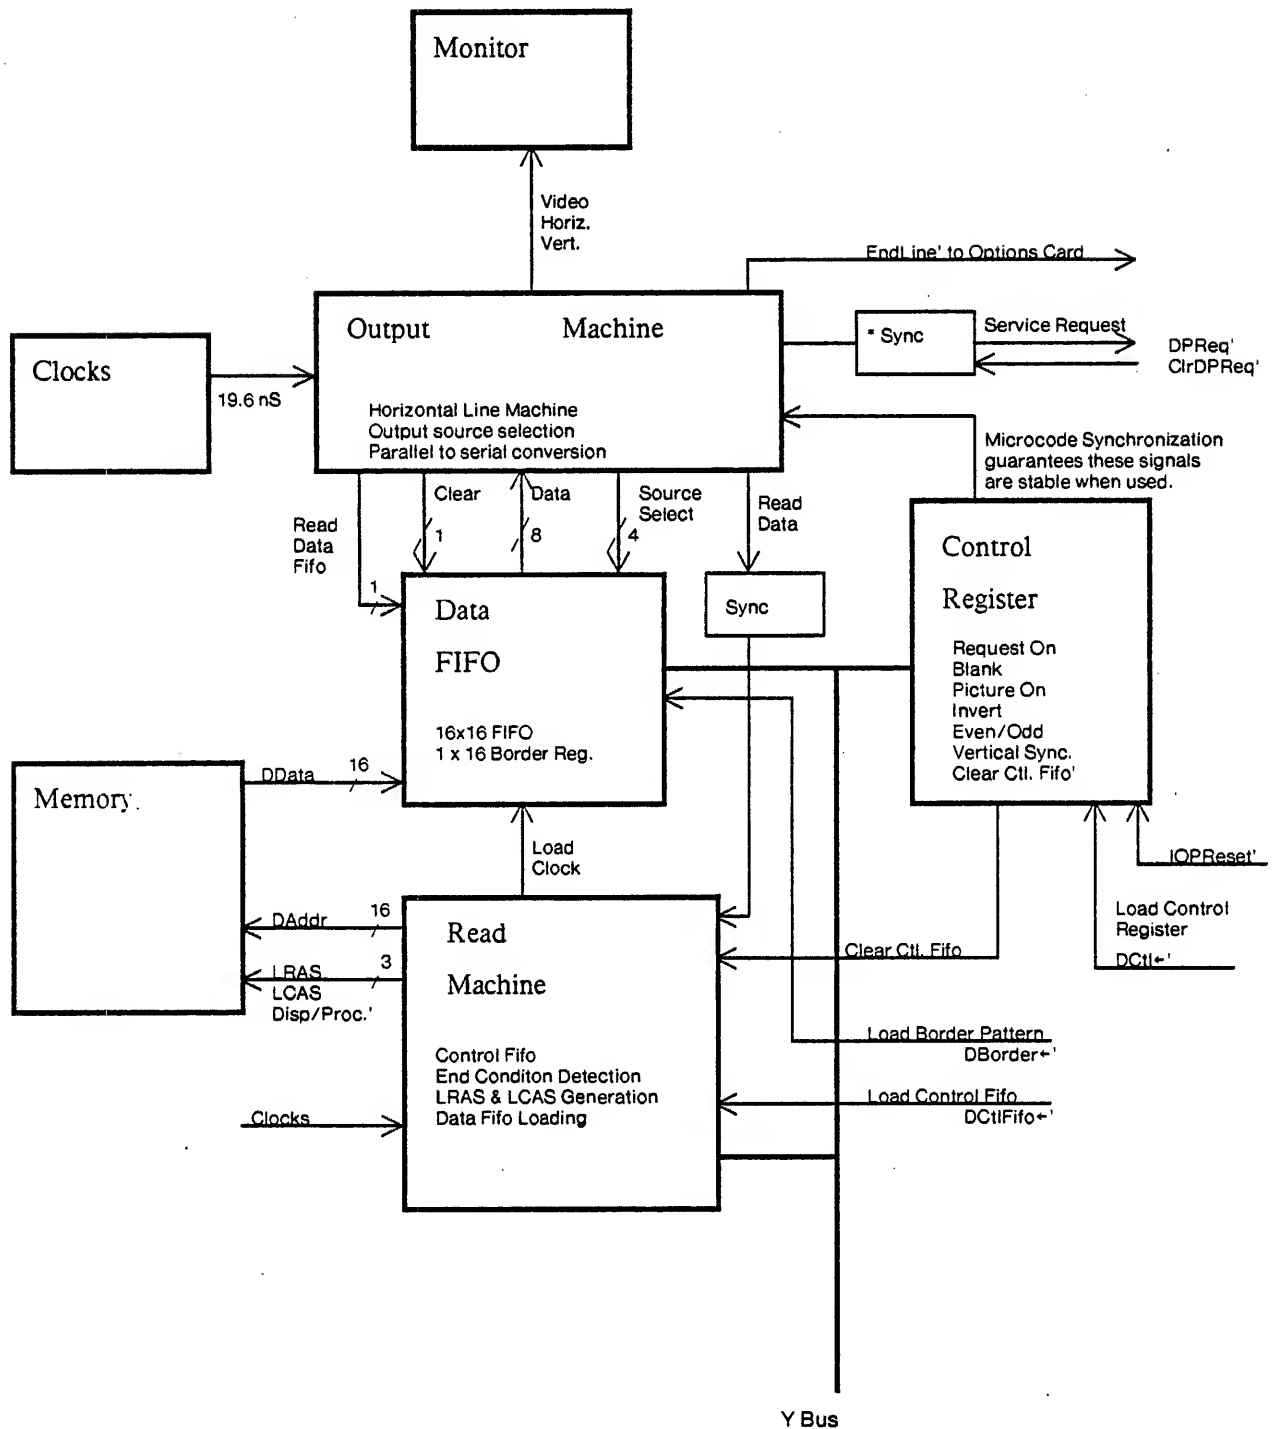 Monitor
Video
Horiz.
Vert.
EndLine' to Options Card
Output Machine
* Sync
Service Request
DPReq'
ClrDPReq'
Clocks
19.6 nS
Horizontal Line Machine
Output source selection
Parallel to serial conversion
Microcode Synchronization
guarantees these signals
are stable when used.
Clear
1
Data
8
Source
Select
4
Read
Data
Read
Data
Fifo
1
Control
Register
Request On
Blank
Picture On
Invert
Even/Odd
Vertical Sync.
Clear Ctl. Fifo'
Sync
Data
FIFO
16x16 FIFO
1 x 16 Border Reg.
DData
16
Memory
Load
Clock
IOPReset'
Load Control
Register
DCtl←'
DAddr
16
LRAS
LCAS
Disp/Proc.'
3
Read
Machine
Clear Ctl. Fifo
Load Border Pattern
DBorder←'
Control Fifo
End Conditon Detection
LRAS & LCAS Generation
Data Fifo Loading
Load Control Fifo
DCtlFifo←'
Clocks
Y Bus